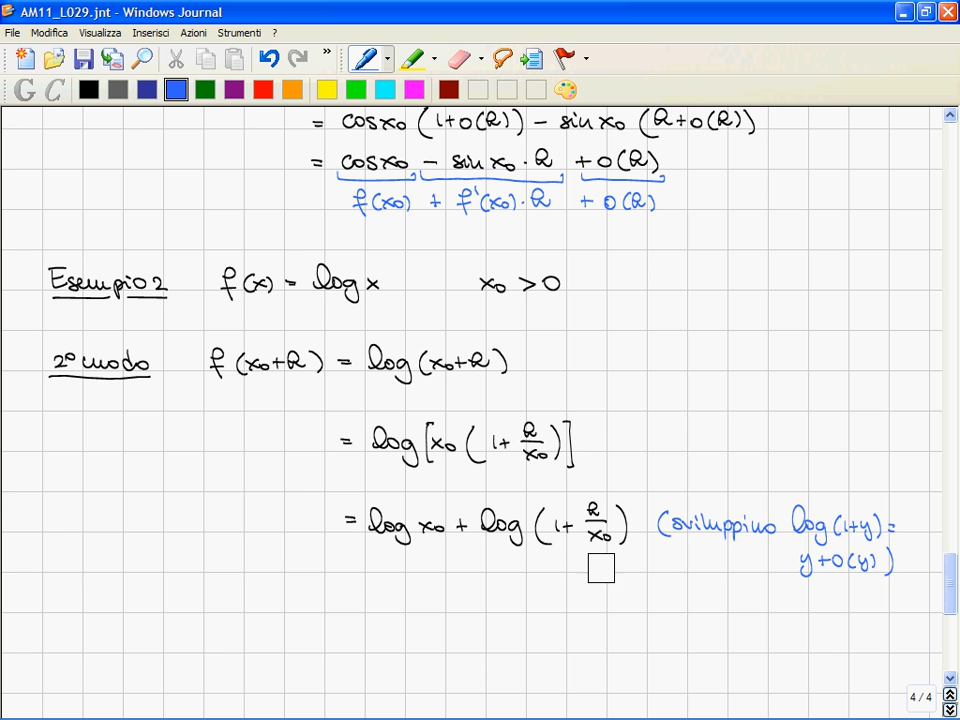 AM11_L029.jnt - Windows Journal
File Modifica Visualizza Inserisci Azioni Strumenti ?
G C
= cos x₀ (1+o(h)) - sin x₀ (h+o(h))
= cos x₀ - sin x₀ · h + o(h)
f(x₀) + f'(x₀) · h + o(h)
Esempio 2 f(x) = log x x₀ > 0
2º modo f(x₀+h) = log(x₀+h)
= log[x₀(1+h/x₀)]
= log x₀ + log(1+h/x₀) (sviluppino log(1+y) =
y+o(y))
4 / 4